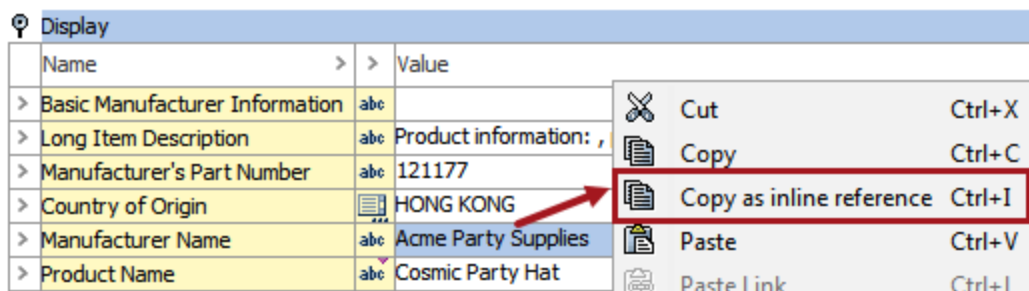 Display
Name > > Value
> Basic Manufacturer Information abc
> Long Item Description abc Product information: ,
> Manufacturer's Part Number abc 121177
> Country of Origin HONG KONG
> Manufacturer Name abc Acme Party Supplies
> Product Name abc Cosmic Party Hat
Cut Ctrl+X
Copy Ctrl+C
Copy as inline reference Ctrl+I
Paste Ctrl+V
Paste Link Ctrl+L